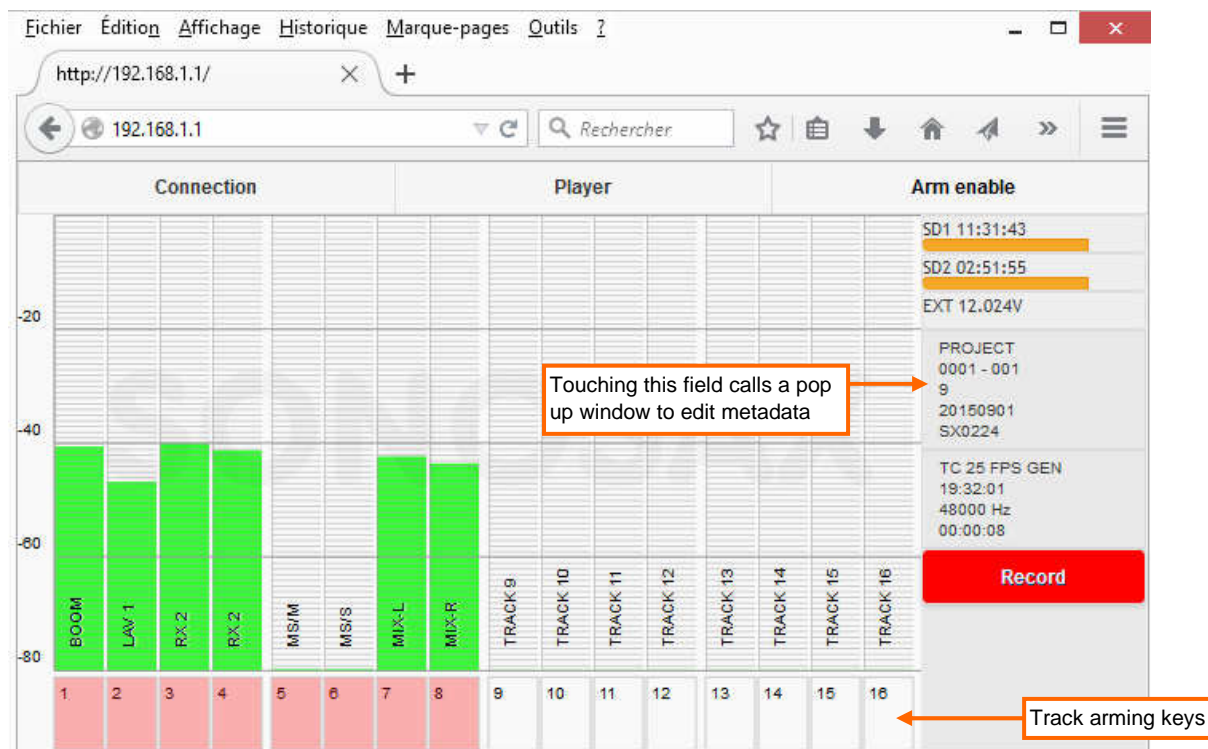 Fichier Édition Affichage Historique Marque-pages Outils ?
http://192.168.1.1/
192.168.1.1
Rechercher
Connection
Player
Arm enable
SD1 11:31:43
SD2 02:51:55
EXT 12.024V
-20
-40
-60
-80
PROJECT
0001 - 001
9
20150901
SX0224
Touching this field calls a pop
up window to edit metadata
TC 25 FPS GEN
19:32:01
48000 Hz
00:00:08
Record
SONOSAX
BOOM
LAV 1
RX 2
RX 2
MS/M
MS/S
MIX-L
MIX-R
TRACK 9
TRACK 10
TRACK 11
TRACK 12
TRACK 13
TRACK 14
TRACK 15
TRACK 16
1 2 3 4 5 6 7 8 9 10 11 12 13 14 15 16
Track arming keys